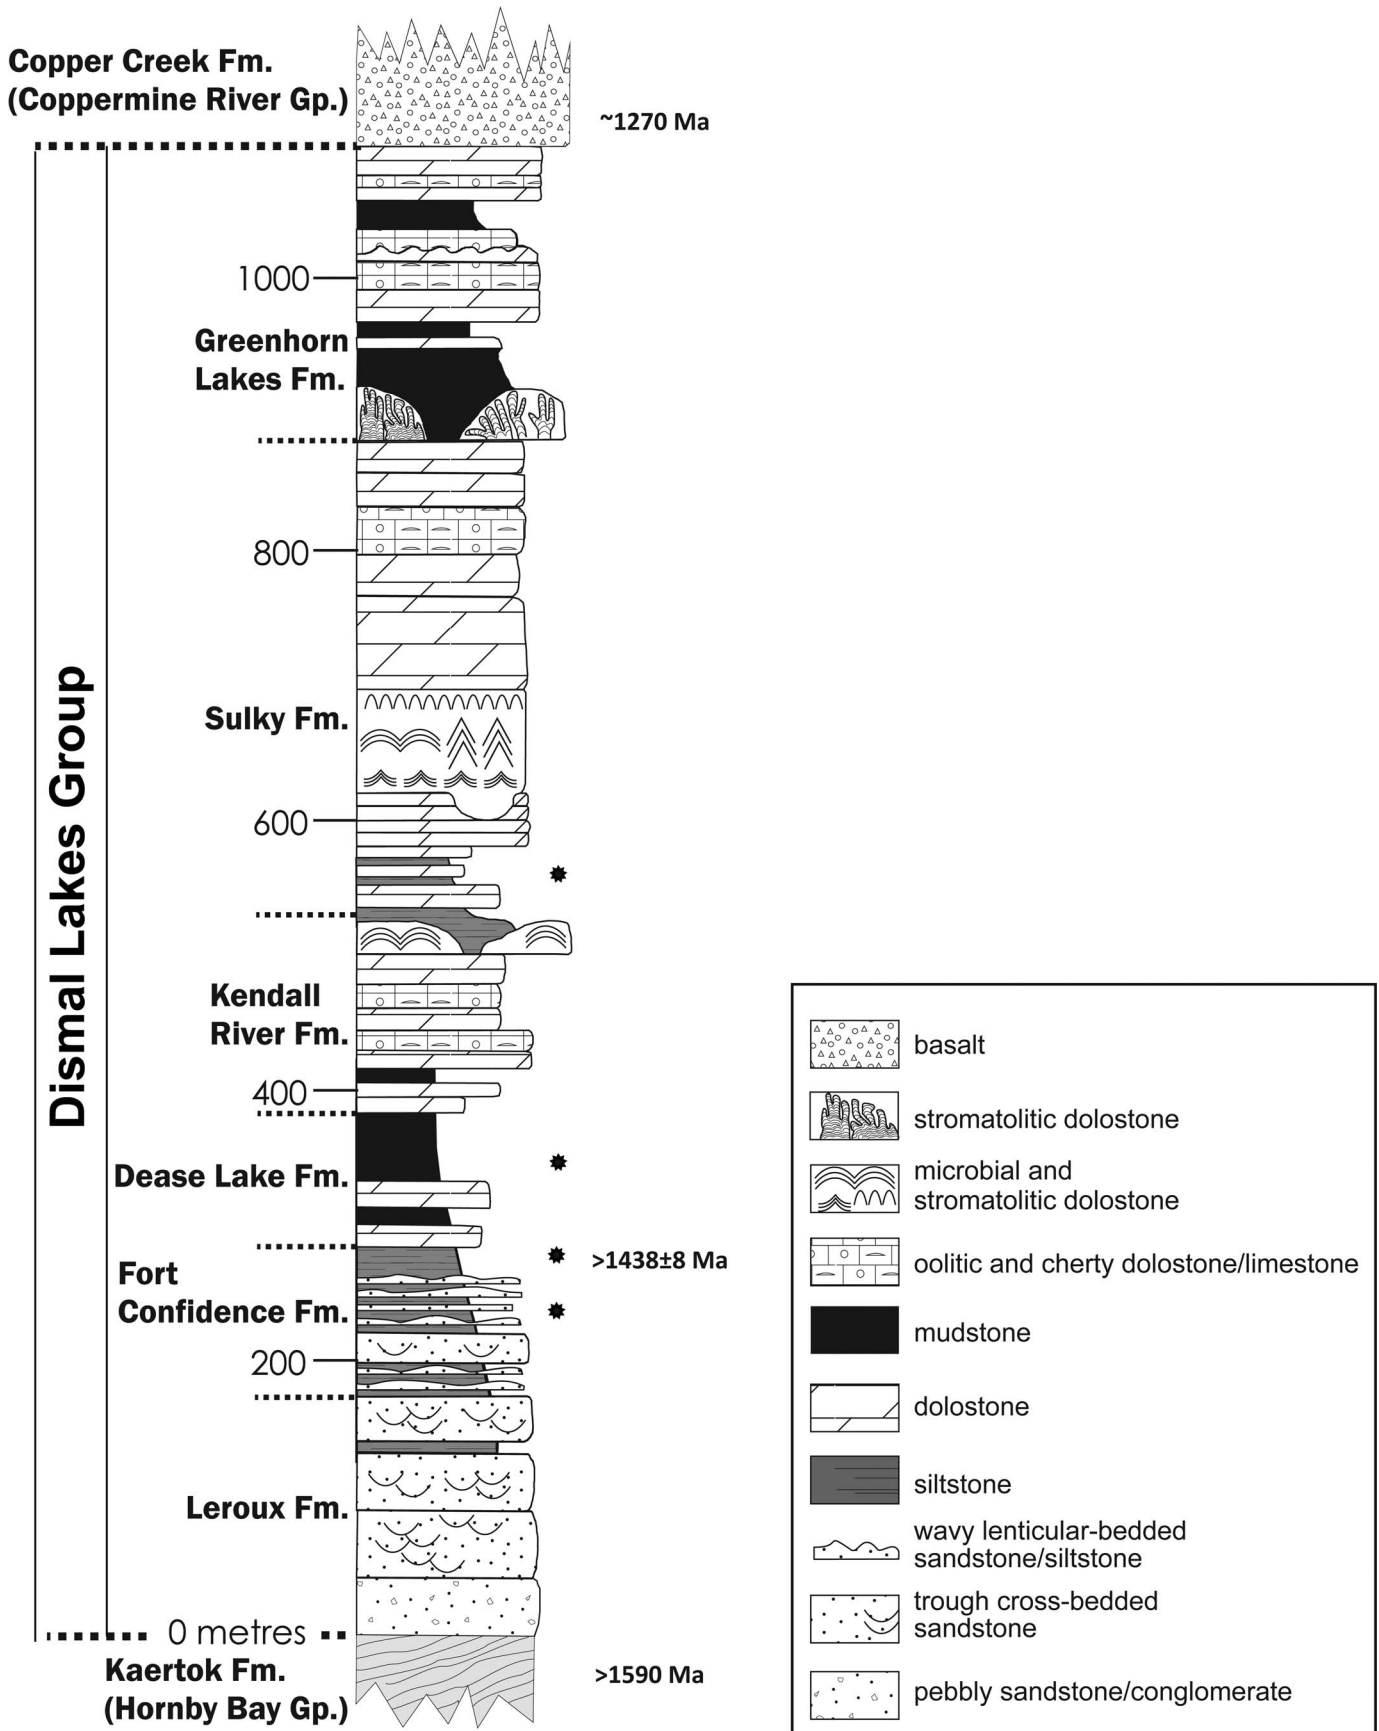 Copper Creek Fm.
(Coppermine River Gp.)
~1270 Ma
1000
Greenhorn
Lakes Fm.
800
Sulky Fm.
600
Dismal Lakes Group
Kendall
River Fm.
400
Dease Lake Fm.
>1438±8 Ma
Fort
Confidence Fm.
200
Leroux Fm.
0 metres
Kaertok Fm.
(Hornby Bay Gp.)
>1590 Ma
basalt
stromatolitic dolostone
microbial and
stromatolitic dolostone
oolitic and cherty dolostone/limestone
mudstone
dolostone
siltstone
wavy lenticular-bedded
sandstone/siltstone
trough cross-bedded
sandstone
pebbly sandstone/conglomerate